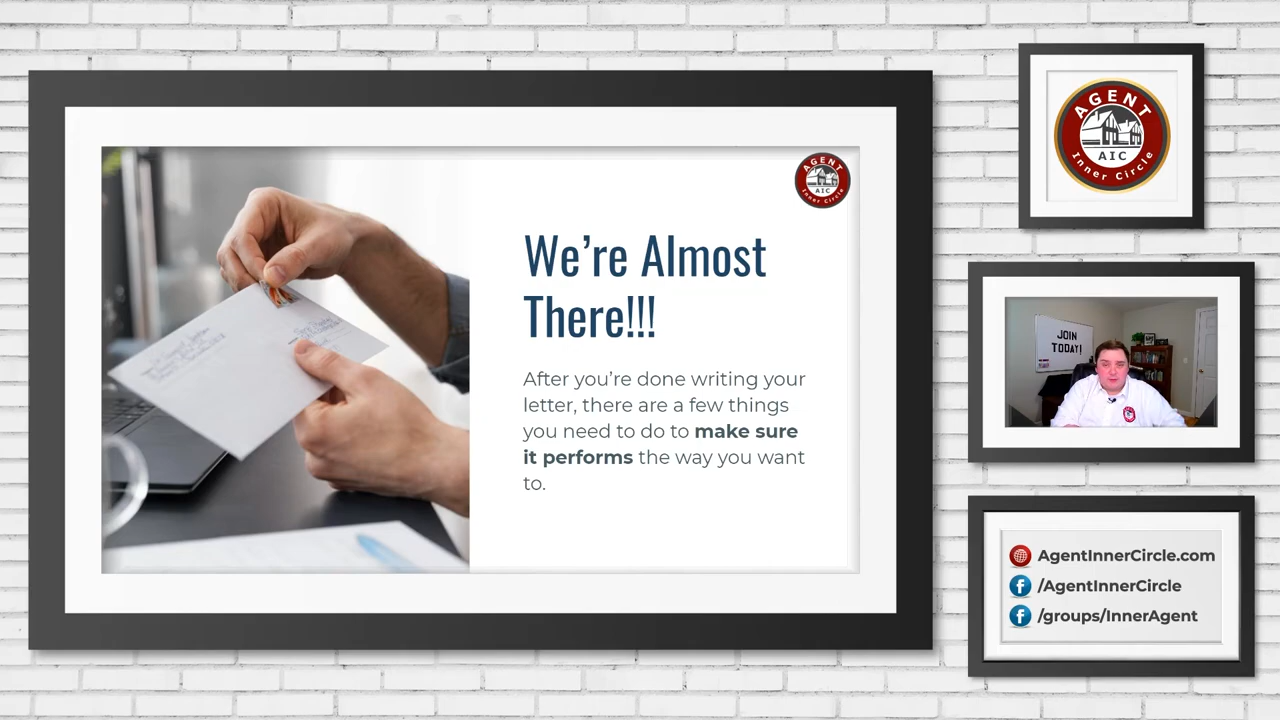 AGENT
AIC
Inner Circle
We're Almost
There!!!
After you're done writing your
letter, there are a few things
you need to do to make sure
it performs the way you want
to.
AGENT
AIC
Inner Circle
JOIN
TODAY!
AgentInnerCircle.com
/AgentInnerCircle
/groups/InnerAgent